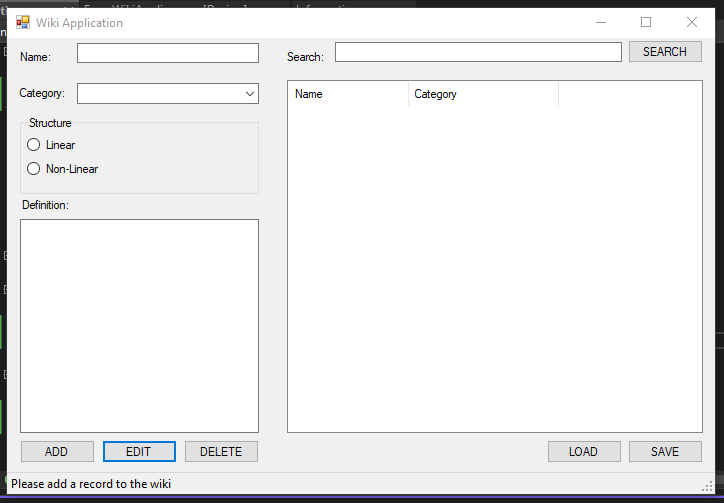 Wiki Application
Name:
Category:
Structure
Linear
Non-Linear
Definition:
ADD EDIT DELETE
Search: SEARCH
Name Category
LOAD SAVE
Please add a record to the wiki